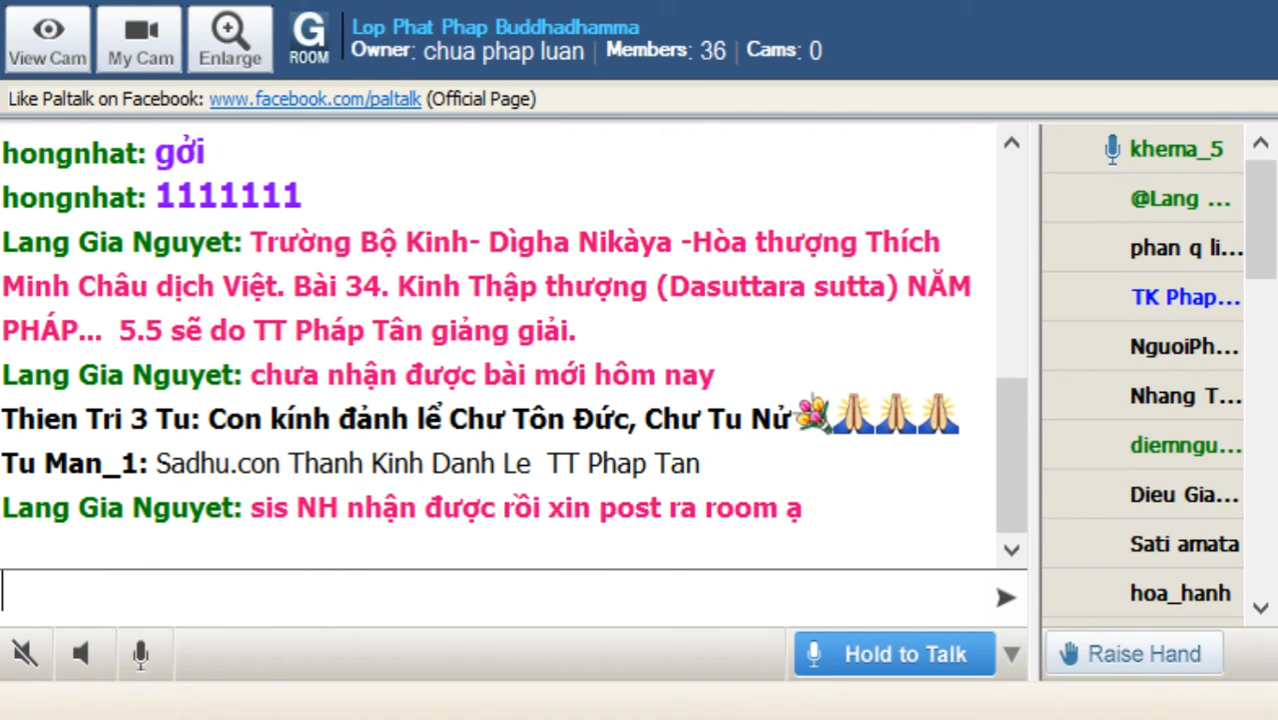 View Cam
My Cam
Enlarge
G
ROOM
Lop Phat Phap Buddhadhamma
Owner: chua phap luan | Members: 36 | Cams: 0
Like Paltalk on Facebook: www.facebook.com/paltalk (Official Page)
hongnhat: gởi
hongnhat: 1111111
Lang Gia Nguyet: Trường Bộ Kinh- Dìgha Nikàya -Hòa thượng Thích
Minh Châu dịch Việt. Bài 34. Kinh Thập thượng (Dasuttara sutta) NĂM
PHÁP... 5.5 sẽ do TT Pháp Tân giảng giải.
Lang Gia Nguyet: chưa nhận được bài mới hôm nay
Thien Tri 3 Tu: Con kính đảnh lể Chư Tôn Đức, Chư Tu Nử
Tu Man_1: Sadhu.con Thanh Kinh Danh Le TT Phap Tan
Lang Gia Nguyet: sis NH nhận được rồi xin post ra room ạ
khema_5
@Lang ...
phan q li...
TK Phap...
NguoiPh...
Nhang T...
diemngu...
Dieu Gia...
Sati amata
hoa_hanh
Hold to Talk
Raise Hand